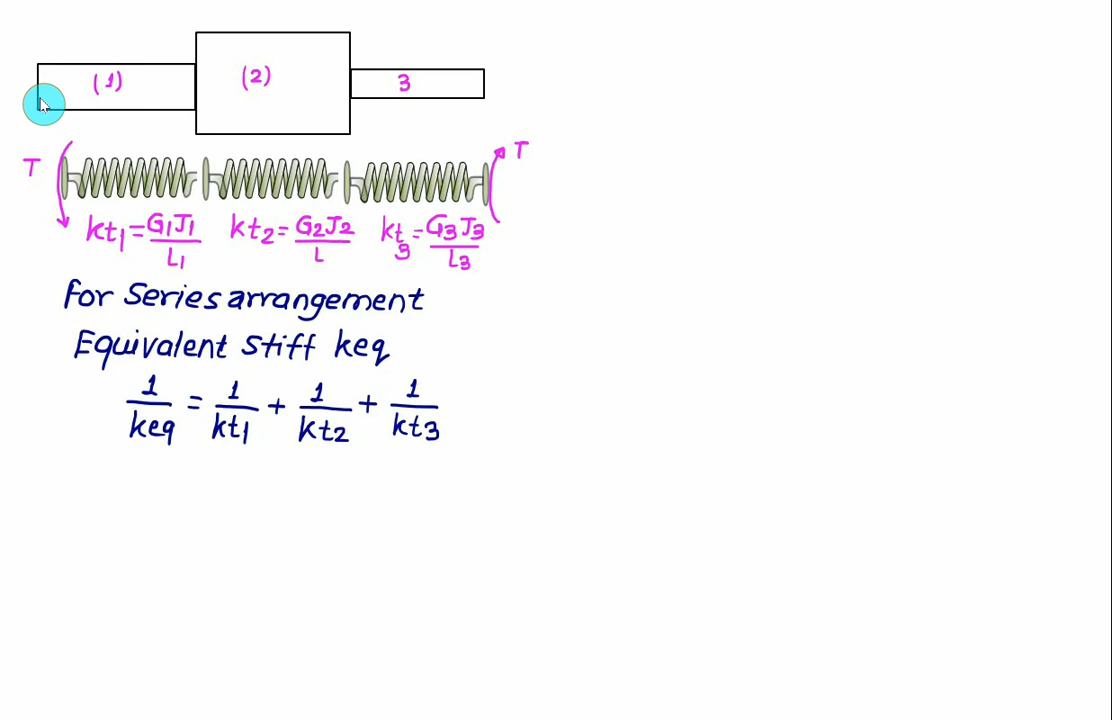 (1) (2) 3
T T
kt1 = G1J1/L1 kt2 = G2J2/L kt3 = G3J3/L3
for Series arrangement
Equivalent stiff keq
1/keq = 1/kt1 + 1/kt2 + 1/kt3